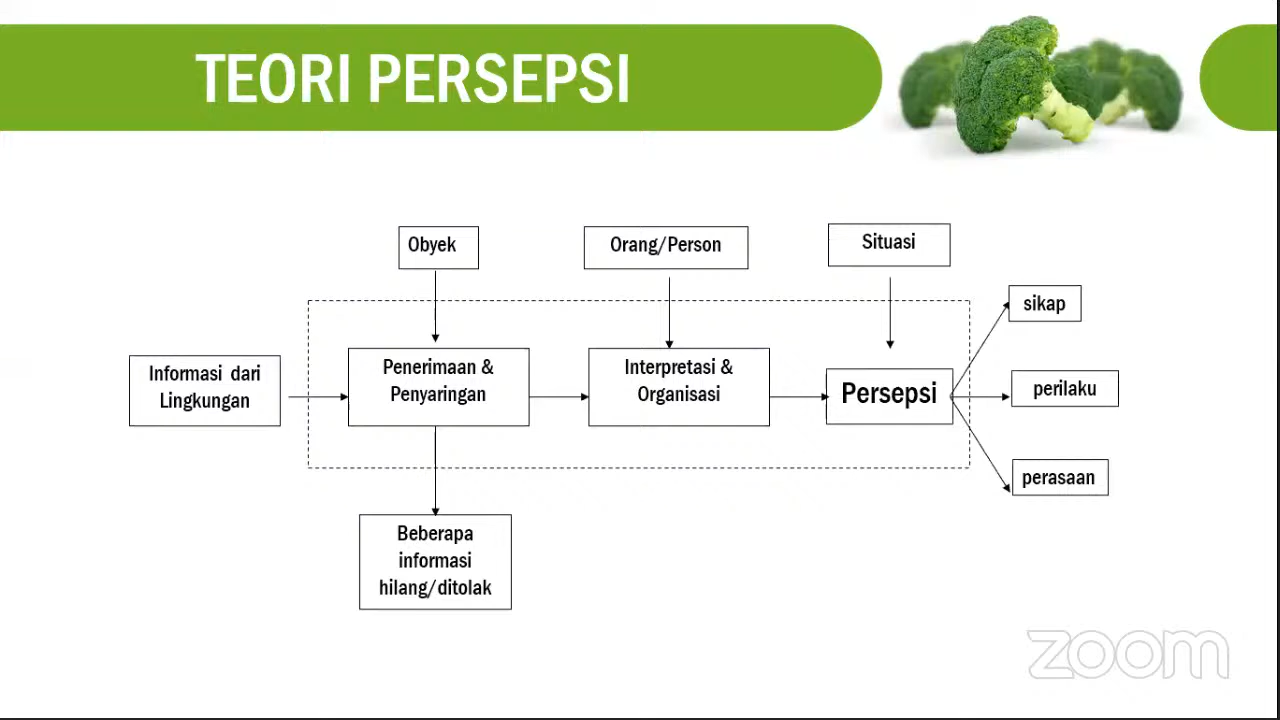 TEORI PERSEPSI
Obyek
Orang/Person
Situasi
sikap
Informasi dari
Lingkungan
Penerimaan &
Penyaringan
Interpretasi &
Organisasi
Persepsi
perilaku
perasaan
Beberapa
informasi
hilang/ditolak
zoom